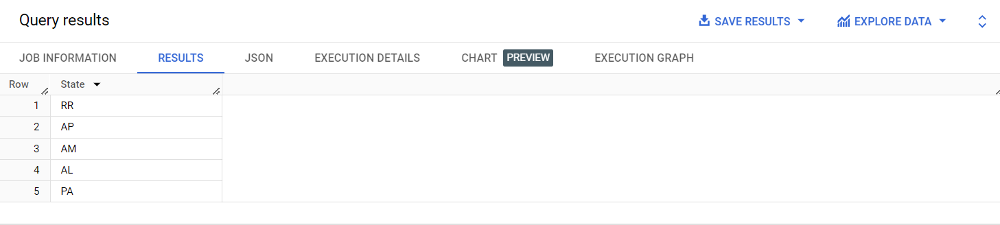 Query results
SAVE RESULTS
EXPLORE DATA
JOB INFORMATION RESULTS JSON EXECUTION DETAILS CHART PREVIEW EXECUTION GRAPH
Row State
1 RR
2 AP
3 AM
4 AL
5 PA